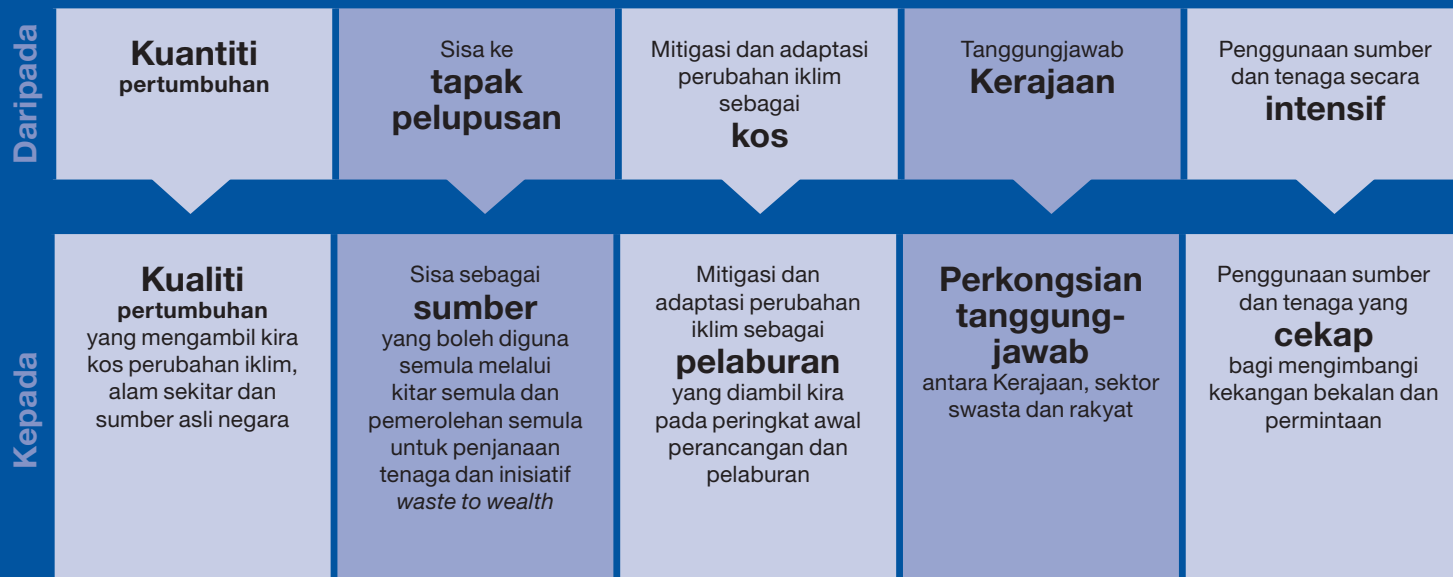 Daripada
Kuantiti
pertumbuhan
Sisa ke
tapak
pelupusan
Mitigasi dan adaptasi
perubahan iklim
sebagai
kos
Tanggungjawab
Kerajaan
Penggunaan sumber
dan tenaga secara
intensif
Kepada
Kualiti
pertumbuhan
yang mengambil kira
kos perubahan iklim,
alam sekitar dan
sumber asli negara
Sisa sebagai
sumber
yang boleh diguna
semula melalui
kitar semula dan
pemerolehan semula
untuk penjanaan
tenaga dan inisiatif
waste to wealth
Mitigasi dan
adaptasi perubahan
iklim sebagai
pelaburan
yang diambil kira
pada peringkat awal
perancangan dan
pelaburan
Perkongsian
tanggung-
jawab
antara Kerajaan, sektor
swasta dan rakyat
Penggunaan sumber
dan tenaga yang
cekap
bagi mengimbangi
kekangan bekalan dan
permintaan